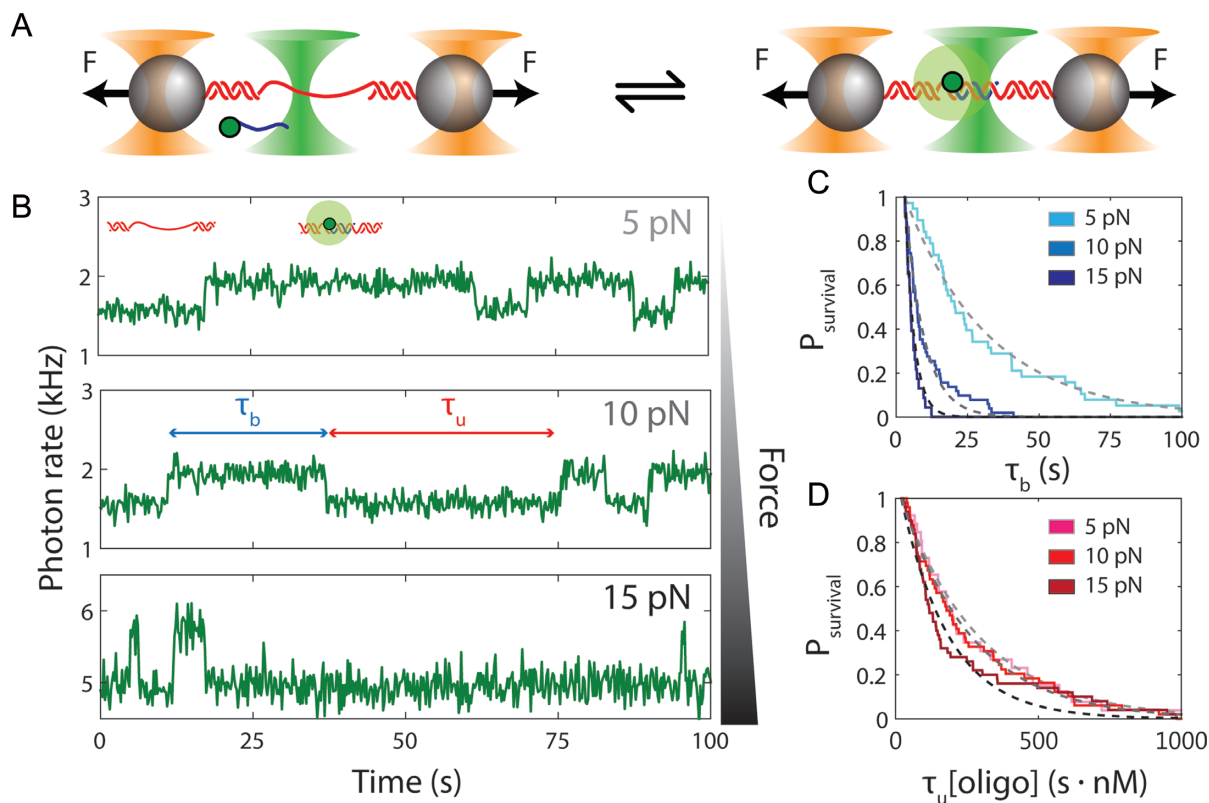 A
F
F
F
F
B
Photon rate (kHz)
3
2
1
5 pN
3
2
1
τb
τu
10 pN
6
5
15 pN
0
25
50
75
100
Time (s)
Force
C
Psurvival
1
0.8
0.6
0.4
0.2
0
5 pN
10 pN
15 pN
0
25
50
75
100
τb (s)
D
Psurvival
1
0.8
0.6
0.4
0.2
0
5 pN
10 pN
15 pN
0
500
1000
τu[oligo] (s · nM)